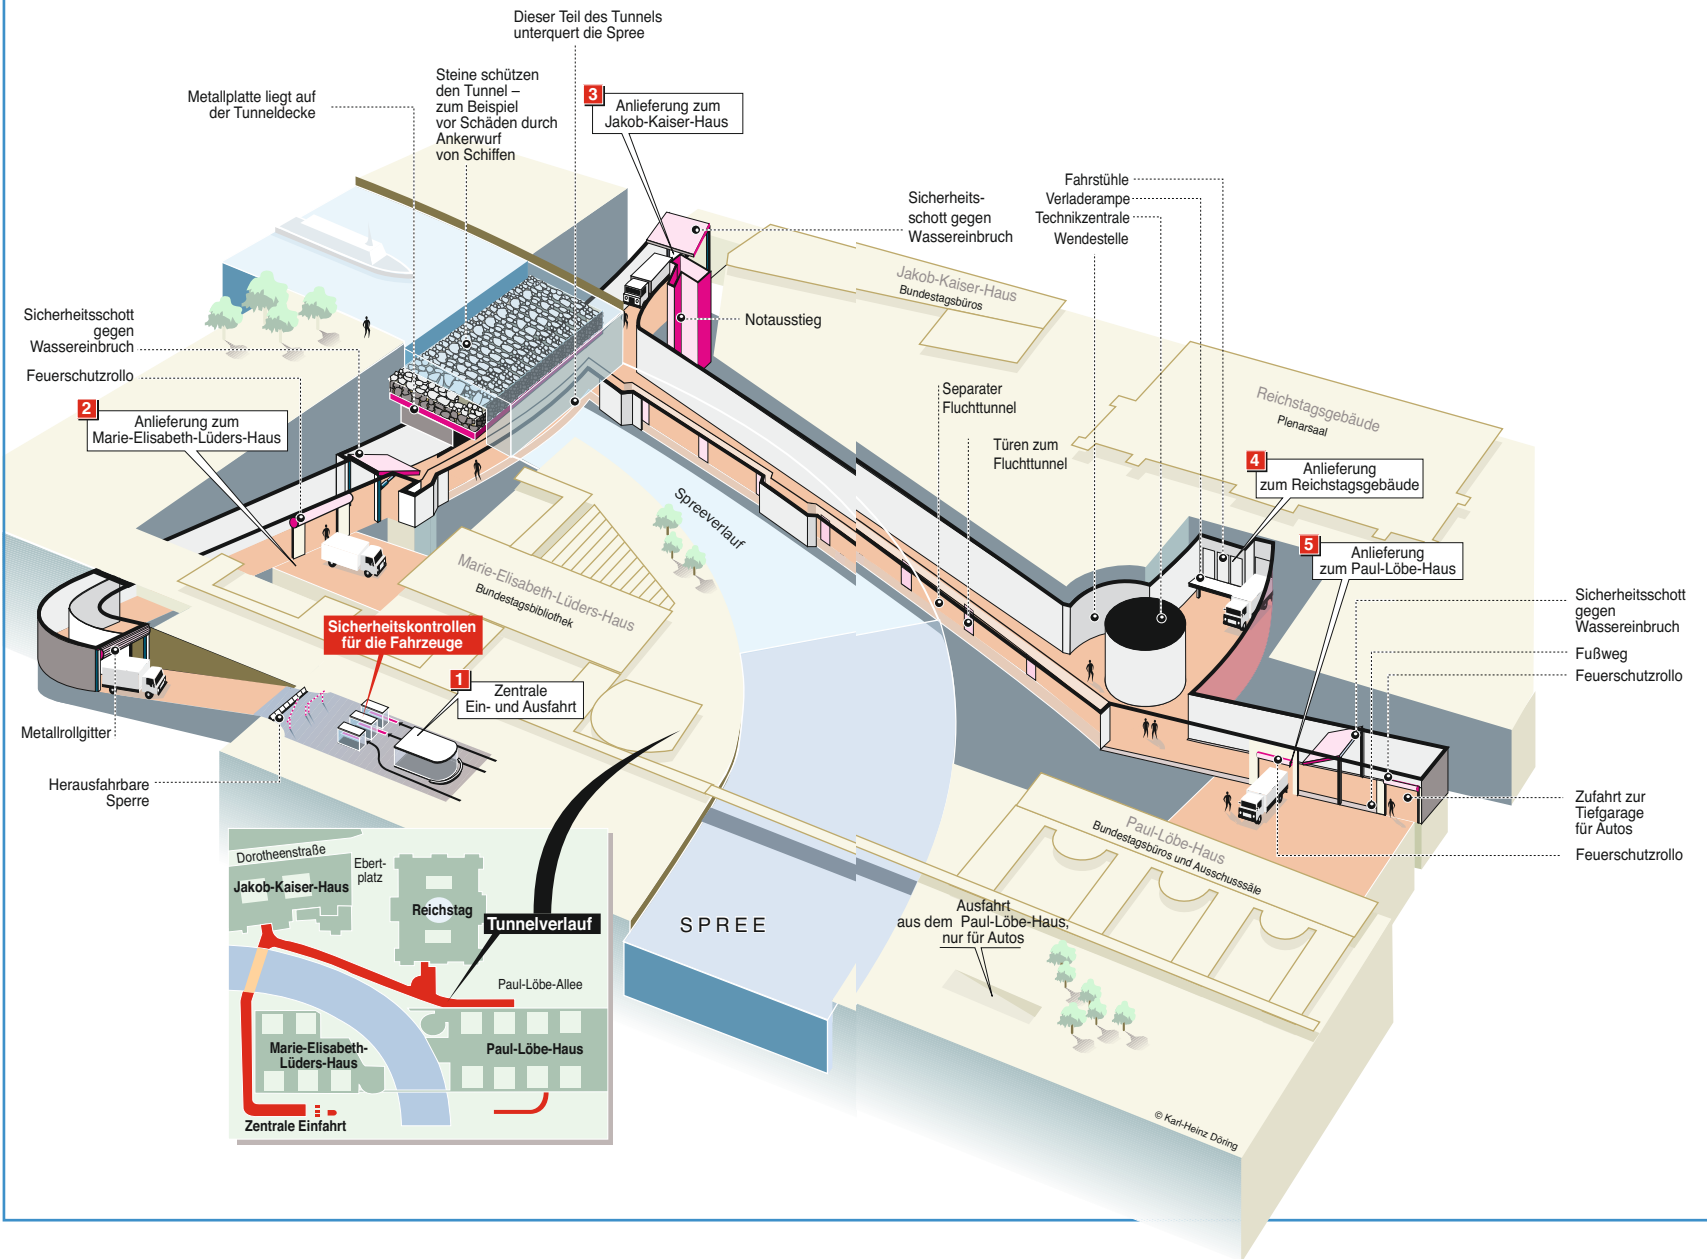 Dieser Teil des Tunnels
unterquert die Spree
Steine schützen
den Tunnel –
zum Beispiel
vor Schäden durch
Ankerwurf
von Schiffen
Metallplatte liegt auf
der Tunneldecke
3
Anlieferung zum
Jakob-Kaiser-Haus
Sicherheits-
schott gegen
Wassereinbruch
Fahrstühle
Verladerampe
Technikzentrale
Wendestelle
Jakob-Kaiser-Haus
Bundestagsbüros
Notausstieg
Sicherheitsschott
gegen
Wassereinbruch
Feuerschutzrollo
2
Anlieferung zum
Marie-Elisabeth-Lüders-Haus
Separater
Fluchttunnel
Türen zum
Fluchttunnel
Reichstagsgebäude
Plenarsaal
4
Anlieferung
zum Reichstagsgebäude
5
Anlieferung
zum Paul-Löbe-Haus
Spreeverlauf
Marie-Elisabeth-Lüders-Haus
Bundestagsbibliothek
Sicherheitskontrollen
für die Fahrzeuge
1
Zentrale
Ein- und Ausfahrt
Sicherheitsschott
gegen
Wassereinbruch
Fußweg
Feuerschutzrollo
Metallrollgitter
Herausfahrbare
Sperre
Zufahrt zur
Tiefgarage
für Autos
Feuerschutzrollo
Paul-Löbe-Haus
Bundestagsbüros und Ausschusssäle
Ausfahrt
aus dem Paul-Löbe-Haus,
nur für Autos
SPREE
Dorotheenstraße
Ebert-
platz
Jakob-Kaiser-Haus
Reichstag
Tunnelverlauf
Paul-Löbe-Allee
Marie-Elisabeth-
Lüders-Haus
Paul-Löbe-Haus
Zentrale Einfahrt
© Karl-Heinz Döring